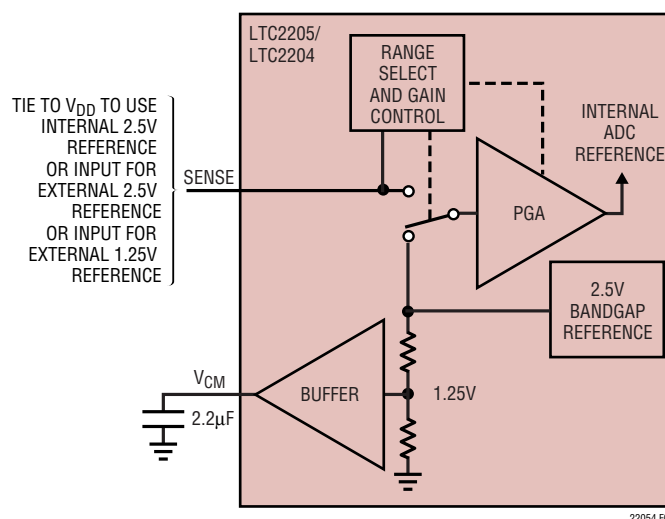 LTC2205/
LTC2204
RANGE
SELECT
AND GAIN
CONTROL
TIE TO VDD TO USE
INTERNAL 2.5V
REFERENCE
OR INPUT FOR
EXTERNAL 2.5V
REFERENCE
OR INPUT FOR
EXTERNAL 1.25V
REFERENCE
SENSE
INTERNAL
ADC
REFERENCE
PGA
2.5V
BANDGAP
REFERENCE
VCM
BUFFER
1.25V
2.2µF